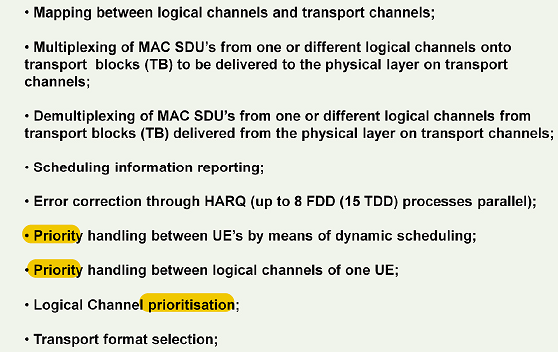 • Mapping between logical channels and transport channels;
• Multiplexing of MAC SDU's from one or different logical channels onto
transport blocks (TB) to be delivered to the physical layer on transport
channels;
• Demultiplexing of MAC SDU's from one or different logical channels from
transport blocks (TB) delivered from the physical layer on transport channels;
• Scheduling information reporting;
• Error correction through HARQ (up to 8 FDD (15 TDD) processes parallel);
• Priority handling between UE's by means of dynamic scheduling;
• Priority handling between logical channels of one UE;
• Logical Channel prioritisation;
• Transport format selection;